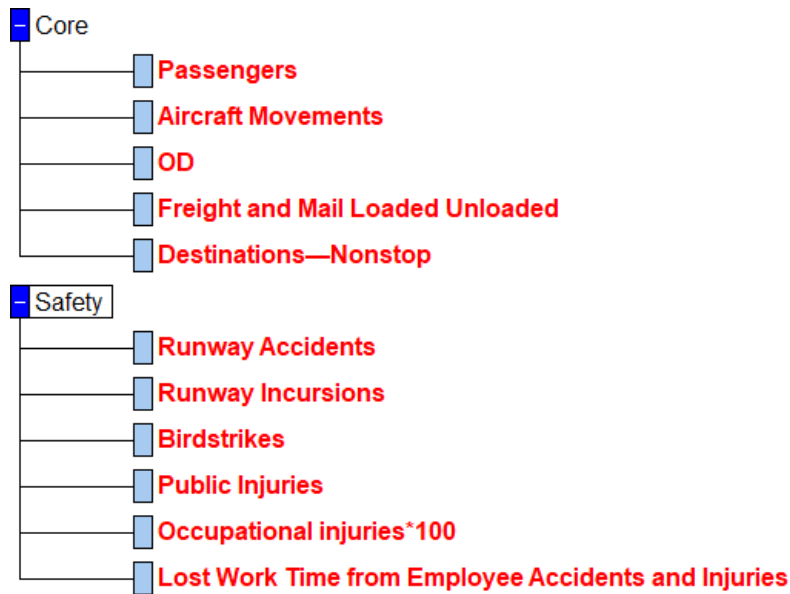 Core
Passengers
Aircraft Movements
OD
Freight and Mail Loaded Unloaded
Destinations—Nonstop
Safety
Runway Accidents
Runway Incursions
Birdstrikes
Public Injuries
Occupational injuries*100
Lost Work Time from Employee Accidents and Injuries